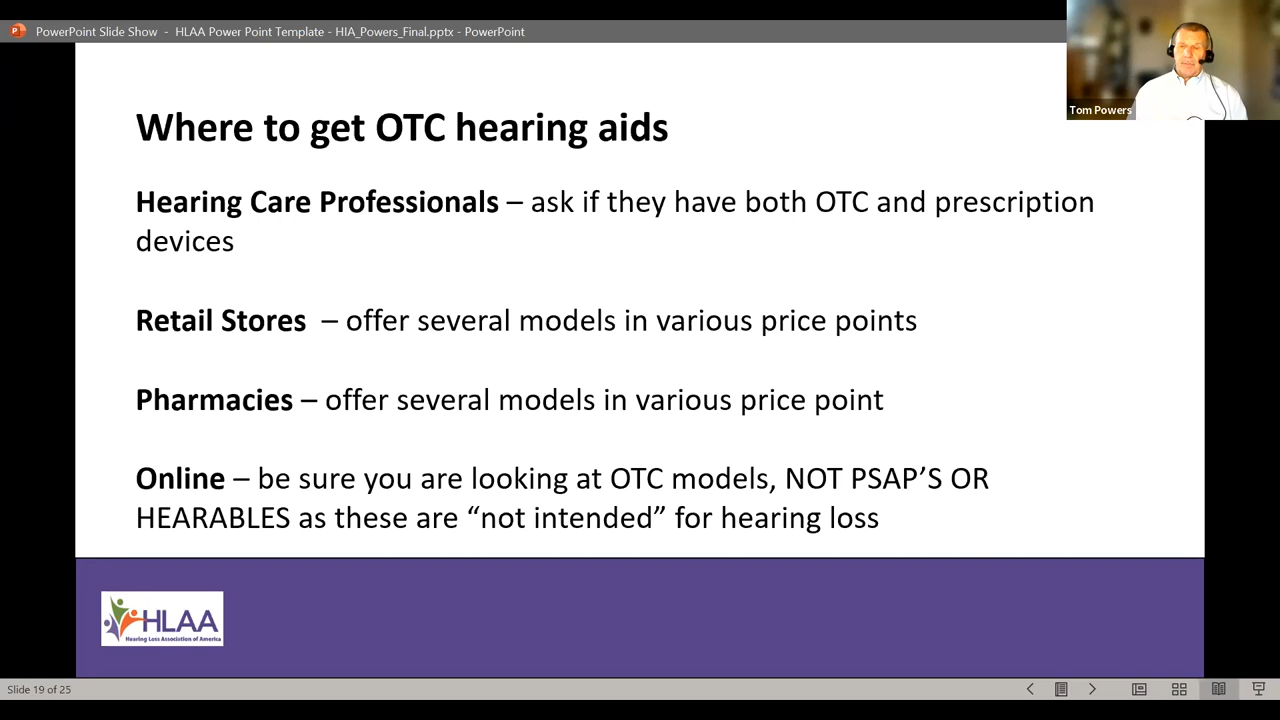 PowerPoint Slide Show - HLAA Power Point Template - HIA_Powers_Final.pptx - PowerPoint
Tom Powers
Where to get OTC hearing aids
Hearing Care Professionals – ask if they have both OTC and prescription
devices
Retail Stores – offer several models in various price points
Pharmacies – offer several models in various price point
Online – be sure you are looking at OTC models, NOT PSAP’S OR
HEARABLES as these are “not intended” for hearing loss
HLAA
Hearing Loss Association of America
Slide 19 of 25